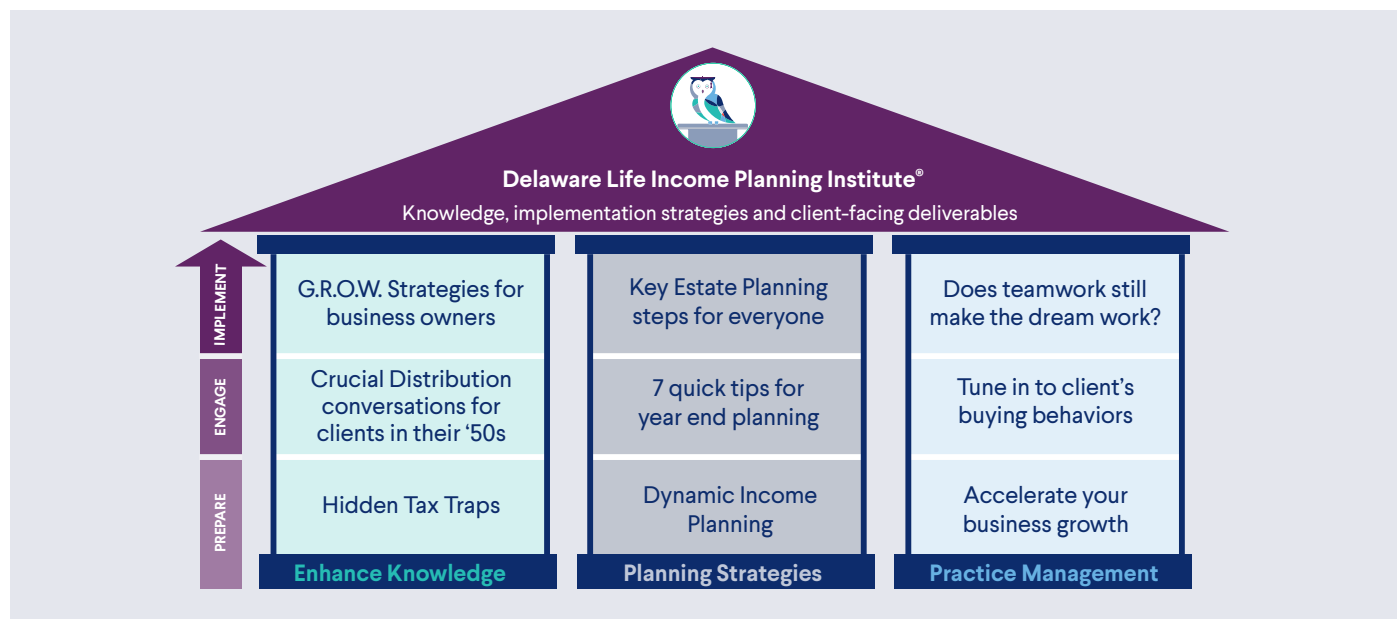 Delaware Life Income Planning Institute®
Knowledge, implementation strategies and client-facing deliverables
IMPLEMENT
G.R.O.W. Strategies for
business owners
Key Estate Planning
steps for everyone
Does teamwork still
make the dream work?
ENGAGE
Crucial Distribution
conversations for
clients in their ‘50s
7 quick tips for
year end planning
Tune in to client’s
buying behaviors
PREPARE
Hidden Tax Traps
Dynamic Income
Planning
Accelerate your
business growth
Enhance Knowledge
Planning Strategies
Practice Management